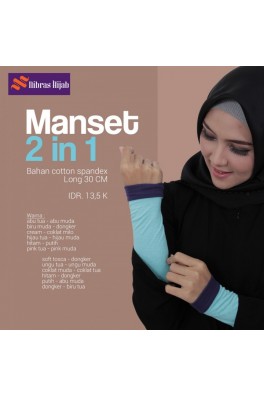 Nibras Hijab
Manset
2 in 1
Bahan cotton spandex
Long 30 CM
IDR. 13,5 K
Warna :
abu tua - abu muda
biru muda - dongker
cream - coklat milo
hijau tua - hijau muda
hitam - putih
pink tua - pink muda
soft tosca - dongker
ungu tua - ungu muda
coklat muda - coklat tua
hitam - dongker
putih - abu muda
dongker - biru tua